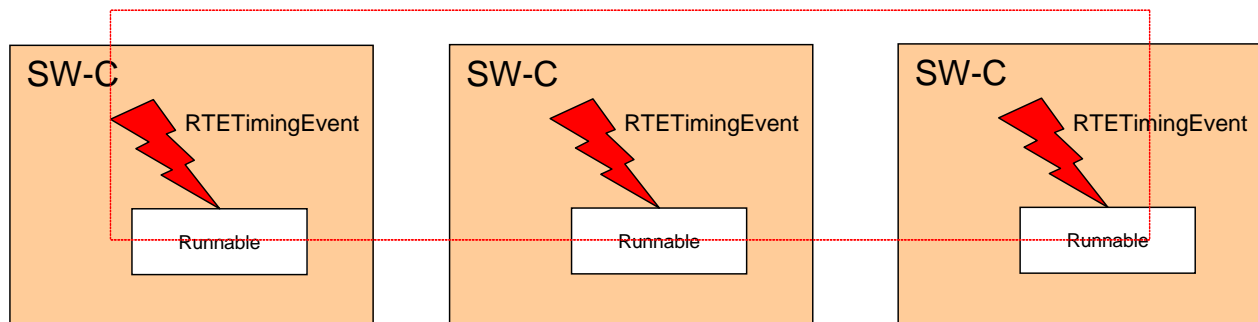 SW-C
RTETimingEvent
Runnable
SW-C
RTETimingEvent
Runnable
SW-C
RTETimingEvent
Runnable